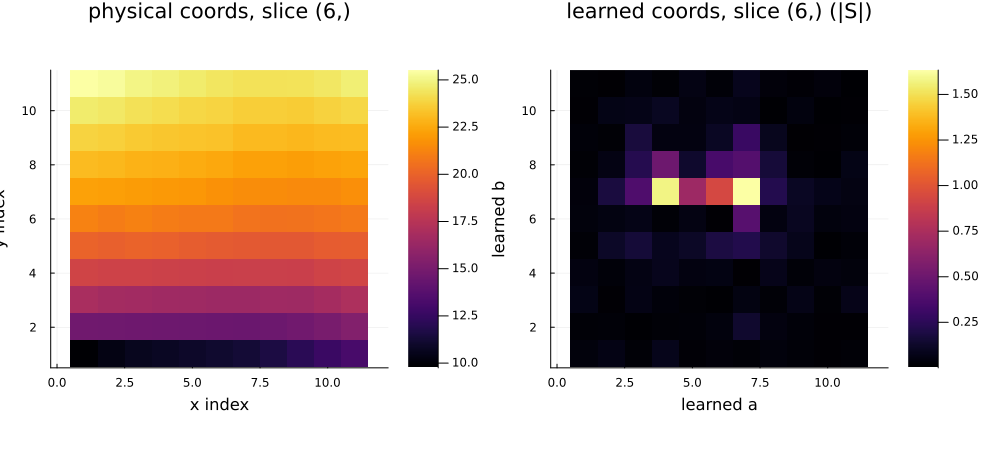 physical coords, slice (6,)
10
8
6
4
2
0.0 2.5 5.0 7.5 10.0
x index
y index
25.0
22.5
20.0
17.5
15.0
12.5
10.0
learned coords, slice (6,) (|S|)
10
8
6
4
2
0.0 2.5 5.0 7.5 10.0
learned a
learned b
1.50
1.25
1.00
0.75
0.50
0.25